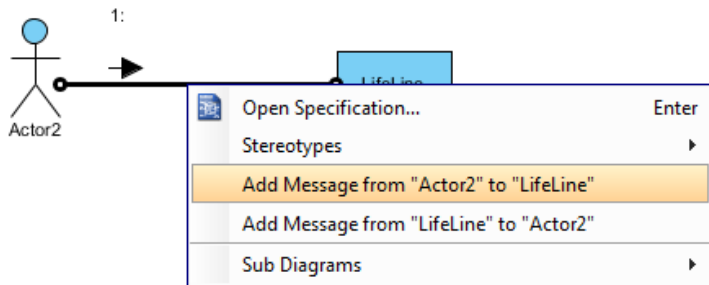 1:
LifeLine
Actor2
Open Specification... Enter
Stereotypes
Add Message from "Actor2" to "LifeLine"
Add Message from "LifeLine" to "Actor2"
Sub Diagrams